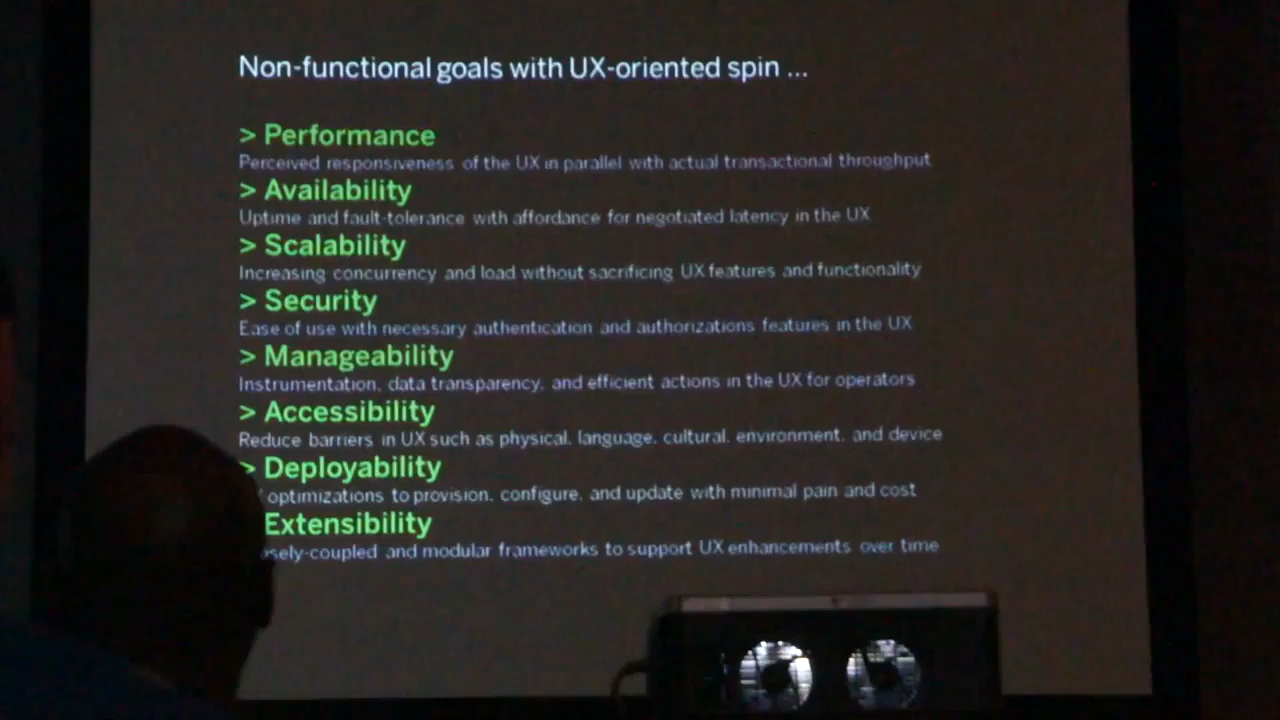 Non-functional goals with UX-oriented spin ...
> Performance
Perceived responsiveness of the UX in parallel with actual transactional throughput
> Availability
Uptime and fault-tolerance with affordance for negotiated latency in the UX
> Scalability
Increasing concurrency and load without sacrificing UX features and functionality
> Security
Ease of use with necessary authentication and authorizations features in the UX
> Manageability
Instrumentation, data transparency, and efficient actions in the UX for operators
> Accessibility
Reduce barriers in UX such as physical, language, cultural, environment, and device
> Deployability
optimizations to provision, configure, and update with minimal pain and cost
Extensibility
and modular frameworks to support UX enhancements over time